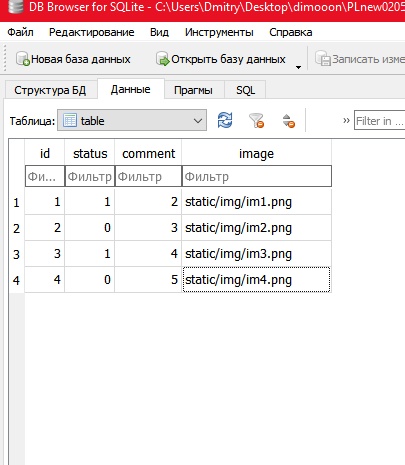 DB Browser for SQLite - C:\Users\Dmitry\Desktop\dimooon\PLnew0205
Файл Редактирование Вид Инструменты Справка
Новая база данных Открыть базу данных Записать измe
Структура БД Данные Прагмы SQL
Таблица: table » Filter in ...
id status comment image
Фи... Фильтр Фильтр Фильтр
1 1 1 2 static/img/im1.png
2 2 0 3 static/img/im2.png
3 3 1 4 static/img/im3.png
4 4 0 5 static/img/im4.png